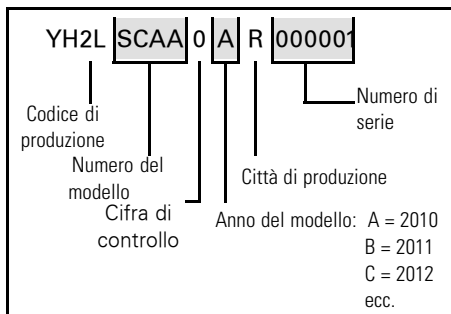 YH2L SCAA 0 A R 000001
Numero di
serie
Codice di
produzione
Numero del
modello
Città di produzione
Cifra di
controllo
Anno del modello: A = 2010
B = 2011
C = 2012
ecc.